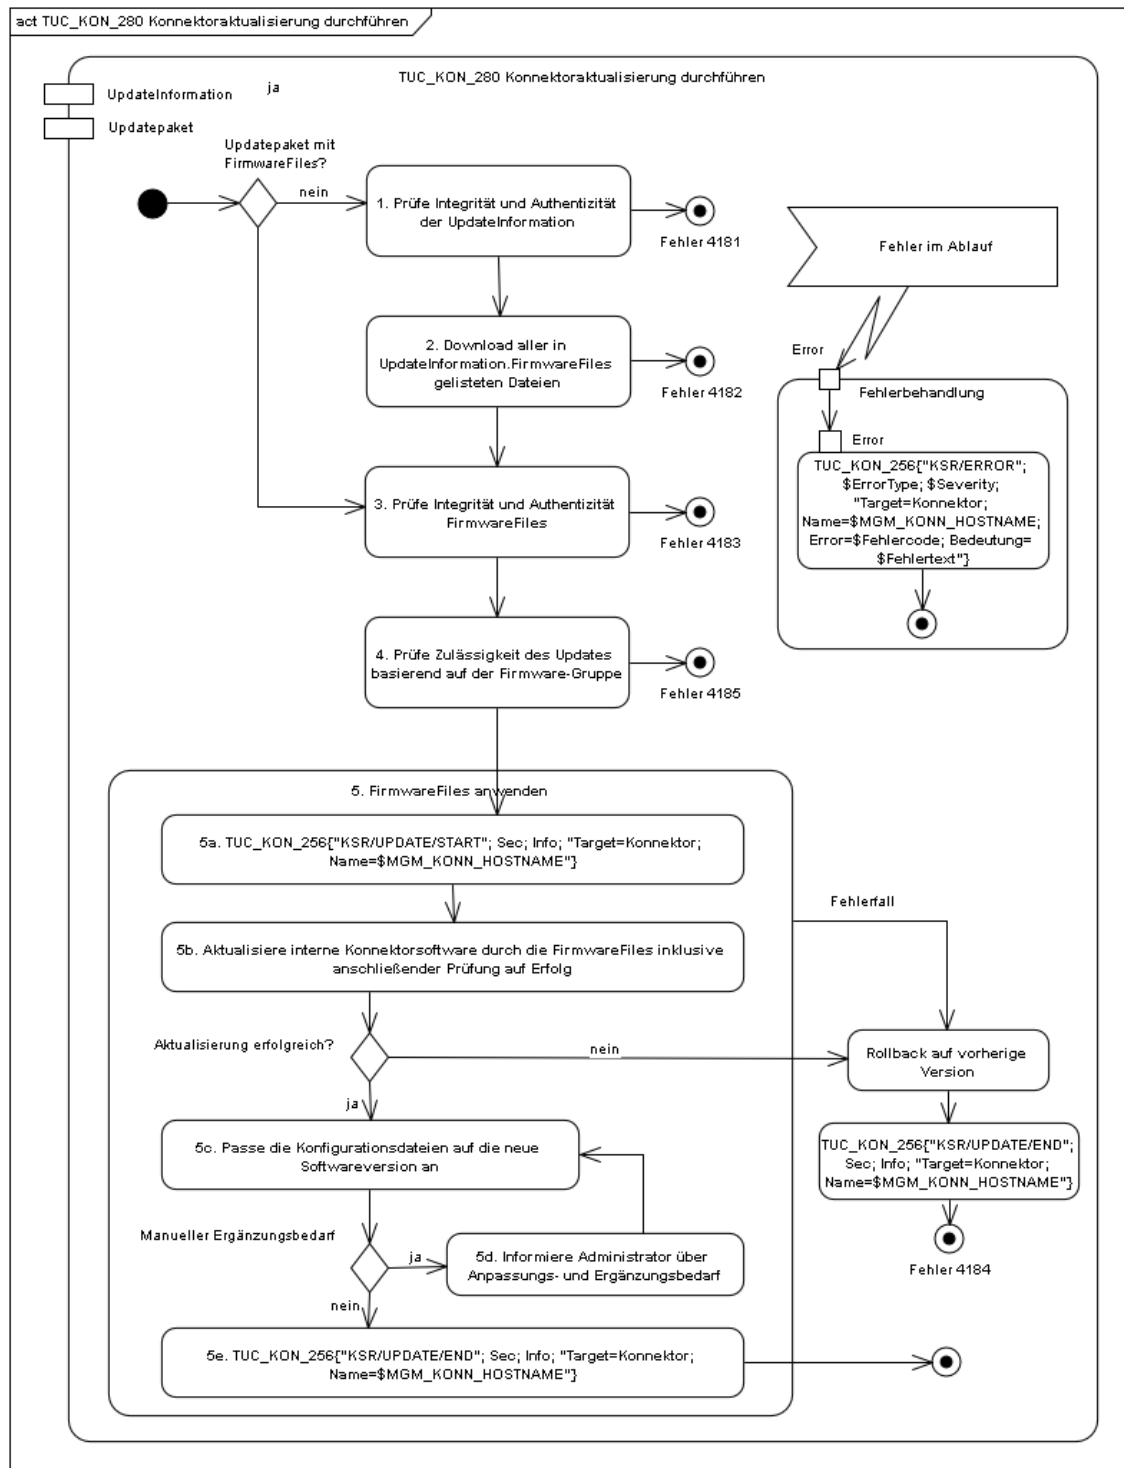 act TUC_KON_280 Konnektoraktualisierung durchführen
TUC_KON_280 Konnektoraktualisierung durchführen
UpdateInformation
ja
Updatepaket
Updatepaket mit
FirmwareFiles?
nein
1. Prüfe Integrität und Authentizität
der UpdateInformation
Fehler 4181
Fehler im Ablauf
2. Download aller in
UpdateInformation.FirmwareFiles
gelisteten Dateien
Fehler 4182
Error
Fehlerbehandlung
Error
TUC_KON_256{"KSR/ERROR";
$ErrorType; $Severity;
"Target=Konnektor;
Name=$MGM_KONN_HOSTNAME;
Error=$Fehlercode; Bedeutung=
$Fehlertext"}
3. Prüfe Integrität und Authentizität
FirmwareFiles
Fehler 4183
4. Prüfe Zulässigkeit des Updates
basierend auf der Firmware-Gruppe
Fehler 4185
5. FirmwareFiles anwenden
5a. TUC_KON_256{"KSR/UPDATE/START"; Sec; Info; "Target=Konnektor;
Name=$MGM_KONN_HOSTNAME"}
Fehlerfall
5b. Aktualisiere interne Konnektorsoftware durch die FirmwareFiles inklusive
anschließender Prüfung auf Erfolg
Aktualisierung erfolgreich?
nein
Rollback auf vorherige
Version
ja
5c. Passe die Konfigurationsdateien auf die neue
Softwareversion an
TUC_KON_256{"KSR/UPDATE/END";
Sec; Info; "Target=Konnektor;
Name=$MGM_KONN_HOSTNAME"}
Manueller Ergänzungsbedarf
ja
5d. Informiere Administrator über
Anpassungs- und Ergänzungsbedarf
Fehler 4184
nein
5e. TUC_KON_256{"KSR/UPDATE/END"; Sec; Info; "Target=Konnektor;
Name=$MGM_KONN_HOSTNAME"}